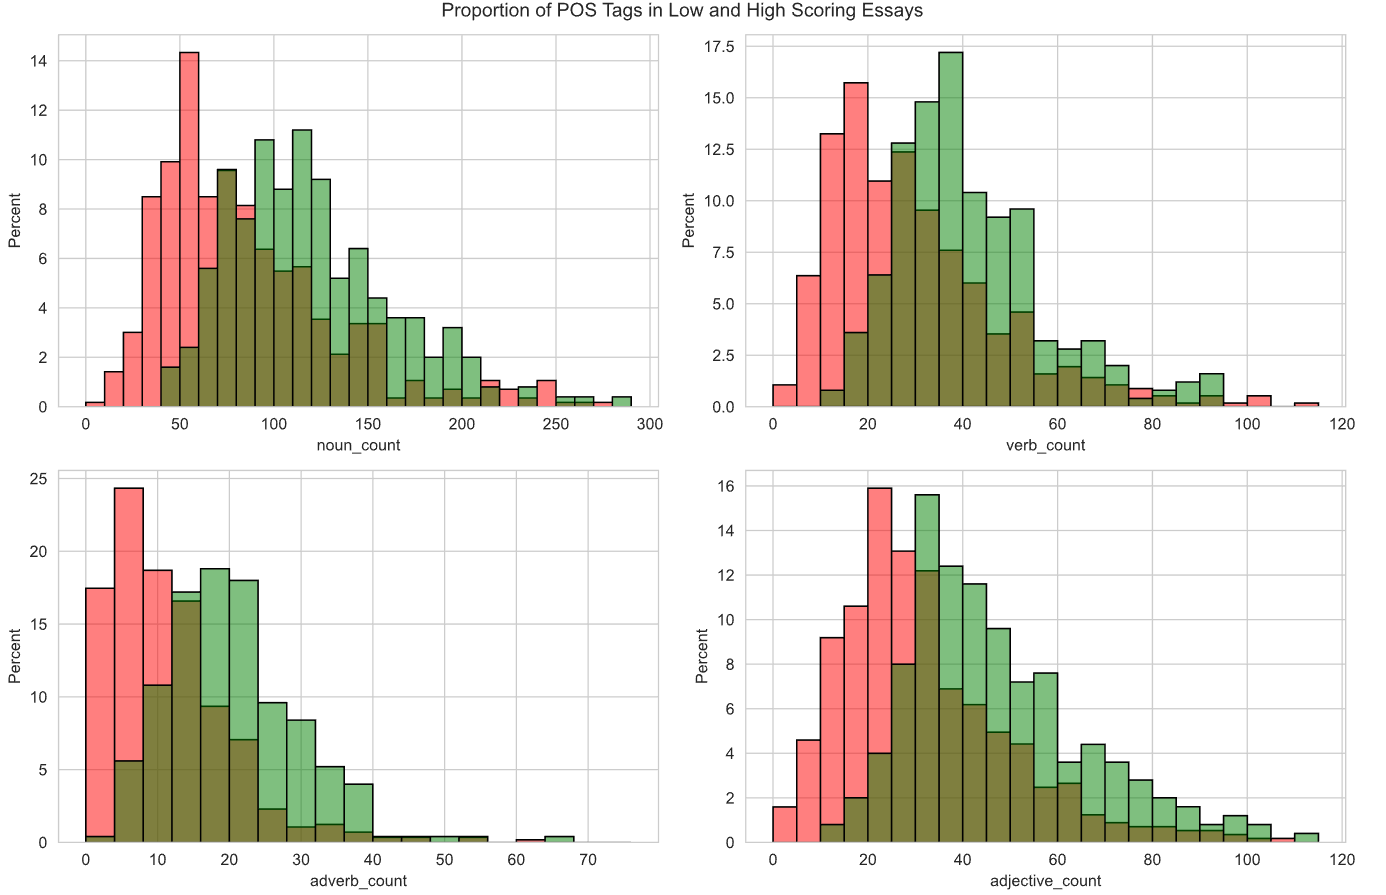 Proportion of POS Tags in Low and High Scoring Essays
14
12
10
8
6
4
2
0
Percent
0 50 100 150 200 250 300
noun_count
17.5
15.0
12.5
10.0
7.5
5.0
2.5
0.0
Percent
0 20 40 60 80 100 120
verb_count
25
20
15
10
5
0
Percent
0 10 20 30 40 50 60 70
adverb_count
16
14
12
10
8
6
4
2
0
Percent
0 20 40 60 80 100 120
adjective_count